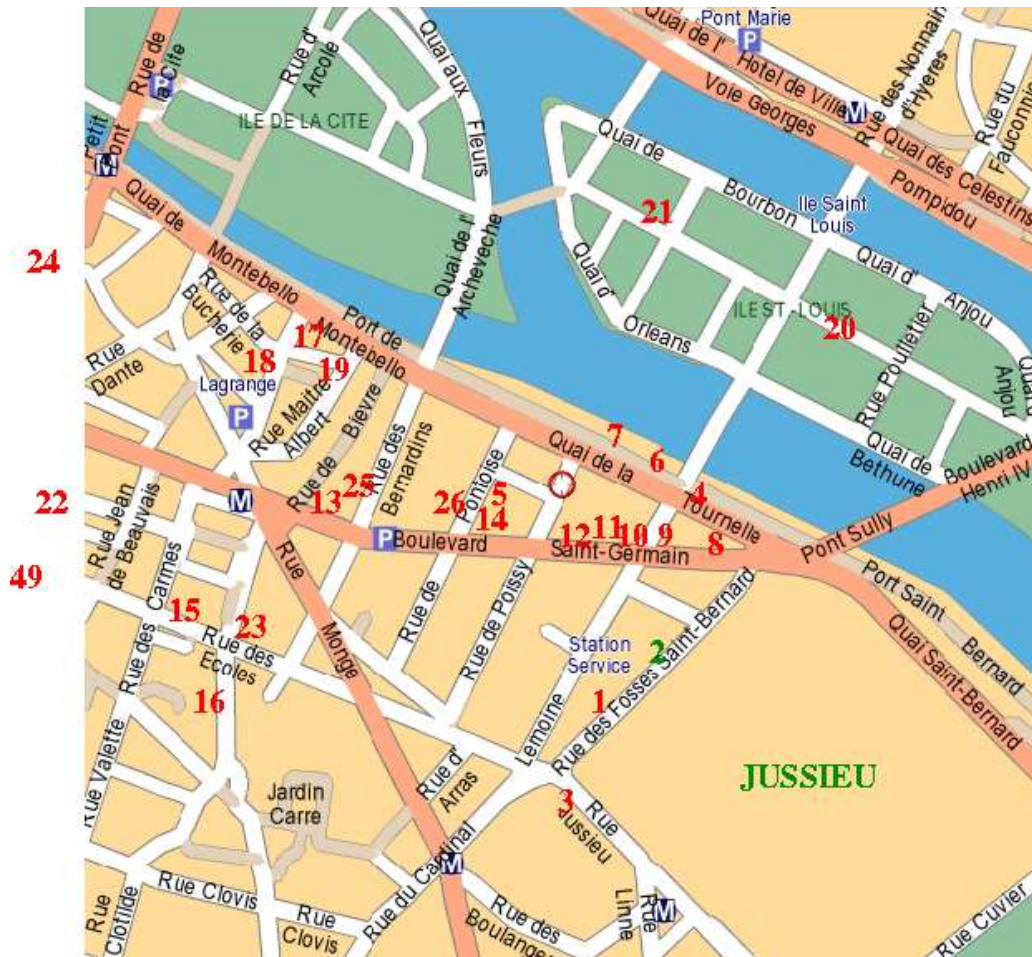 Pont Marie
P
Quai de l'
Hotel de Ville
Rue des Nonnain
d'Hyeres
Rue du
Fauconni
Rue de
la Cite
P
Rue d'
Arcole
Quai aux
Fleurs
Voie Georges
Pompidou
M
Quai des Celestins
ILE DE LA CITE
Petit
Pont
M
Quai de
Bourbon
Quai de
Montebello
21
Ile Saint
Louis
Quai d'
Anjou
Quai de l'
Archeveche
Quai d'
Orleans
24
ILE ST-LOUIS
20
Rue de la
Bucherie
17
Port de
Montebello
Rue Poulletier
Quai
Anjou
Rue
Dante
18
19
Lagrange
P
Rue Maitre
Albert
Rue de
Bievre
Rue des
Bernardins
7
6
Quai de la
Tournelle
4
Quai de
Bethune
Boulevard
Henri IV
22
Rue Jean
de Beauvais
M
13
25
26
Pontoise
5
14
12
11
10
9
8
P
Boulevard
Saint-Germain
Pont Sully
Port Saint
Bernard
Quai Saint-Bernard
49
15
23
Rue des
Carmes
Rue des
Ecoles
Rue
Monge
Rue de
Rue de Poissy
Station
Service
2
1
Rue des Fosses Saint-Bernard
Lemoine
16
Rue Valette
JUSSIEU
Jardin
Carre
Rue d'
Arras
3
Rue
Jussieu
Rue du Cardinal
M
Rue Clovis
Rue
Clovis
Rue
Clotilde
Rue des
Boulange
Rue
Linne
M
Rue Cuvier